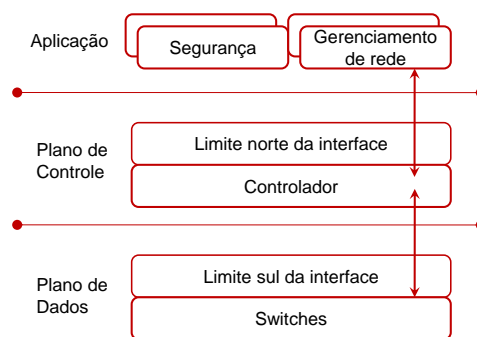 Aplicação
Segurança
Gerenciamento
de rede
Plano de
Controle
Limite norte da interface
Controlador
Plano de
Dados
Limite sul da interface
Switches